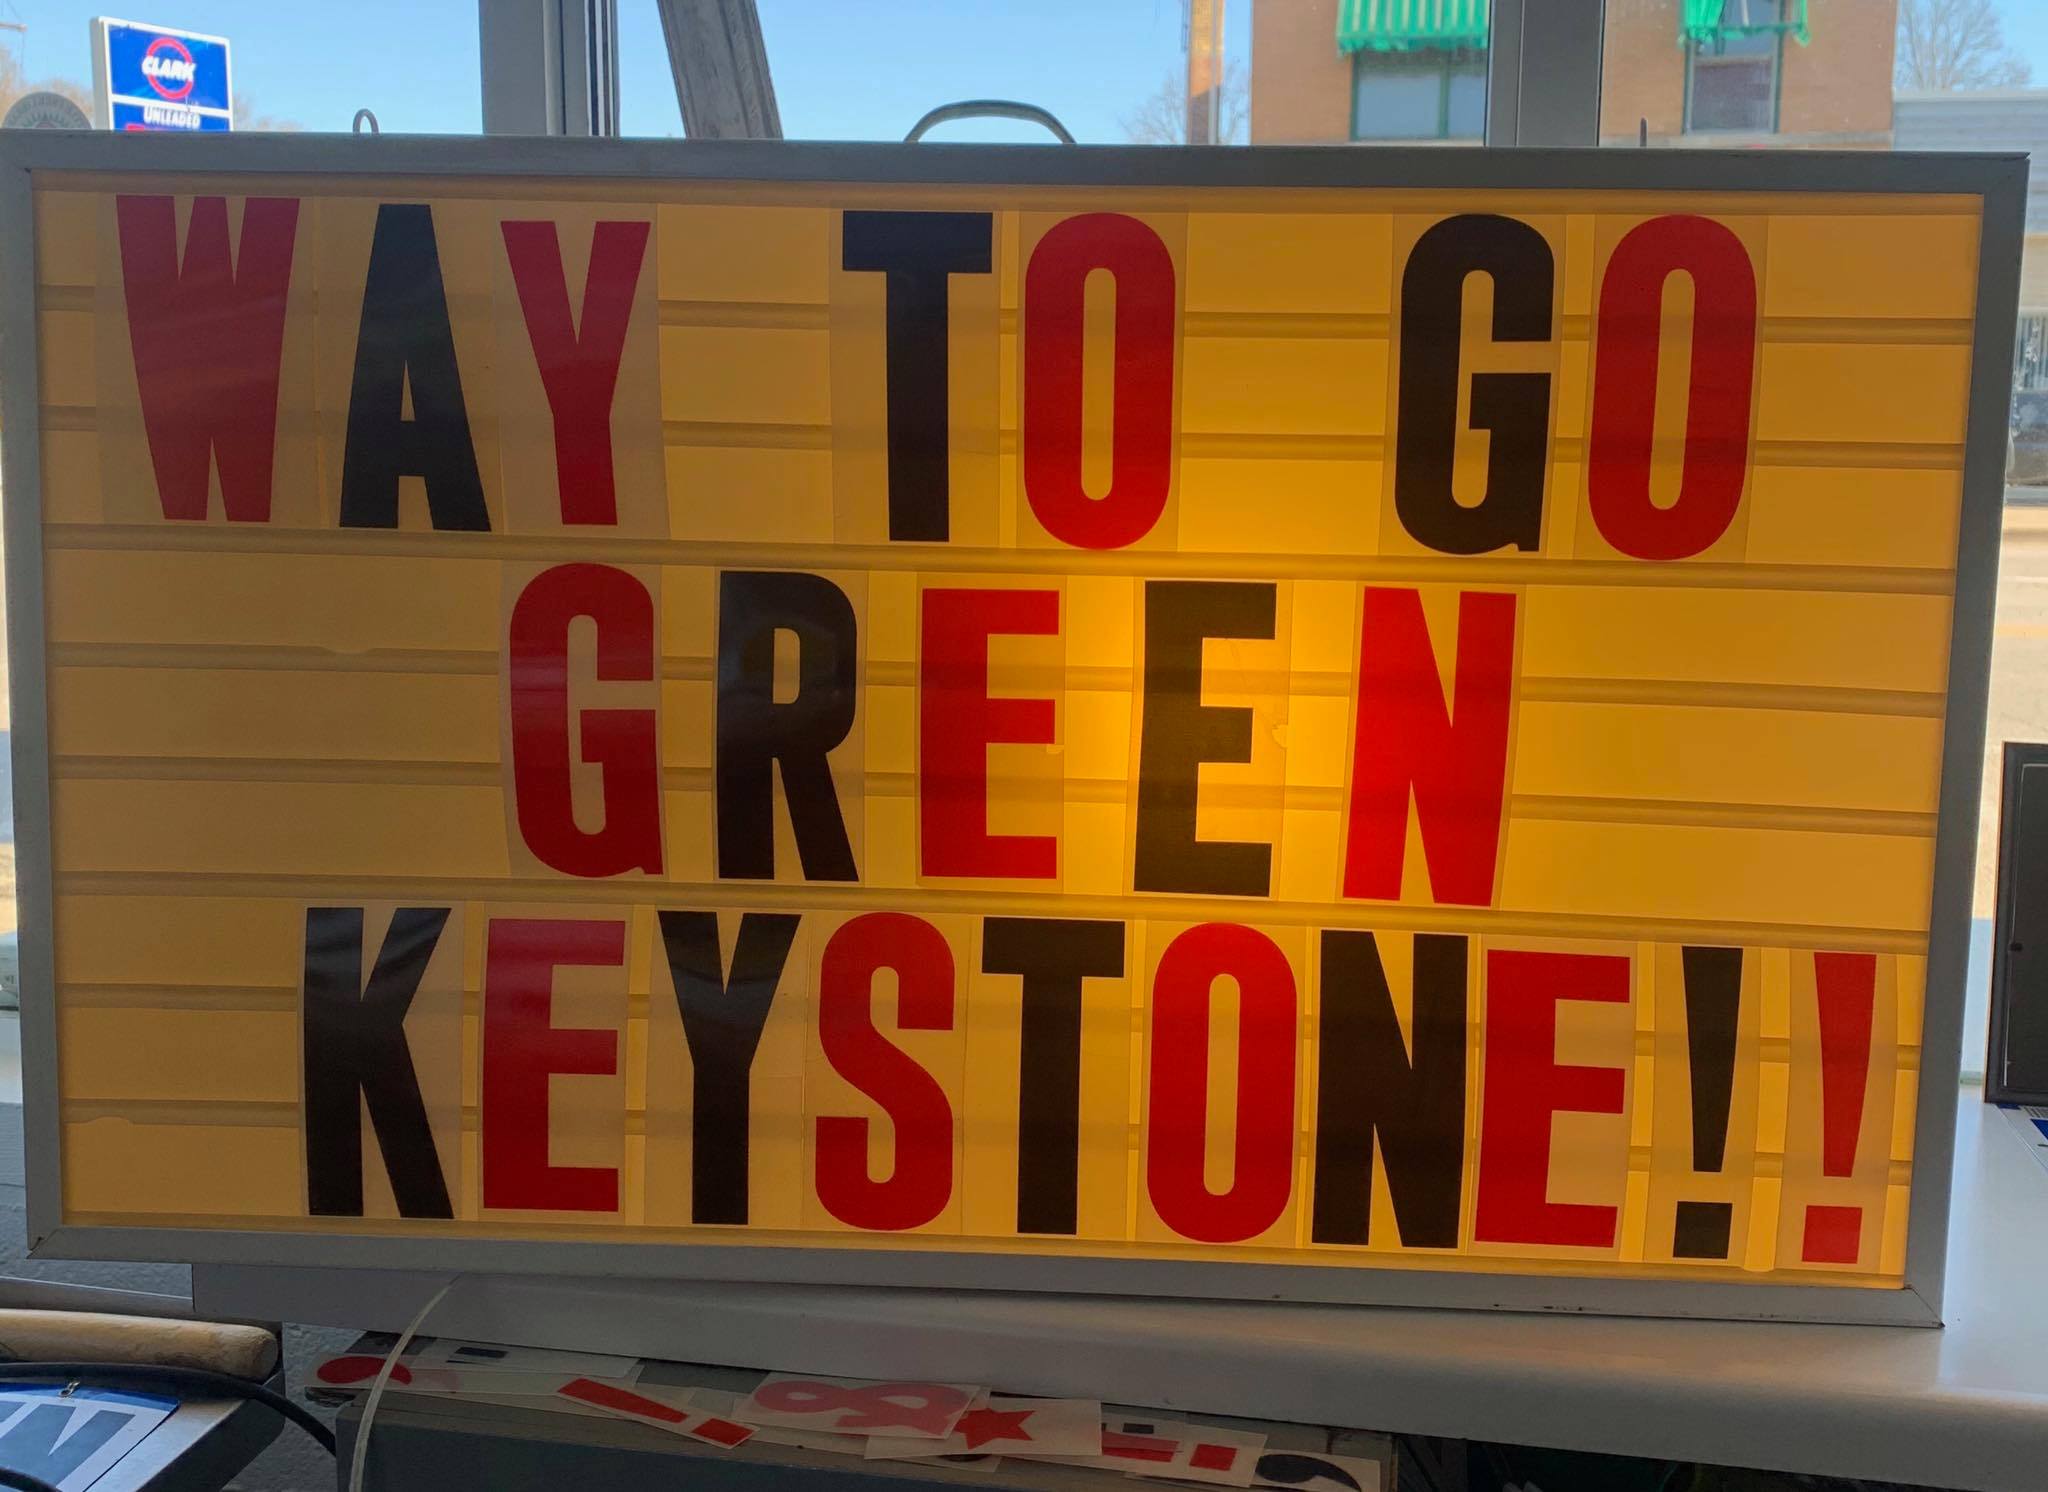 CLARK
UNLEADED
WAY TO GO
GREEN
KEYSTONE!!